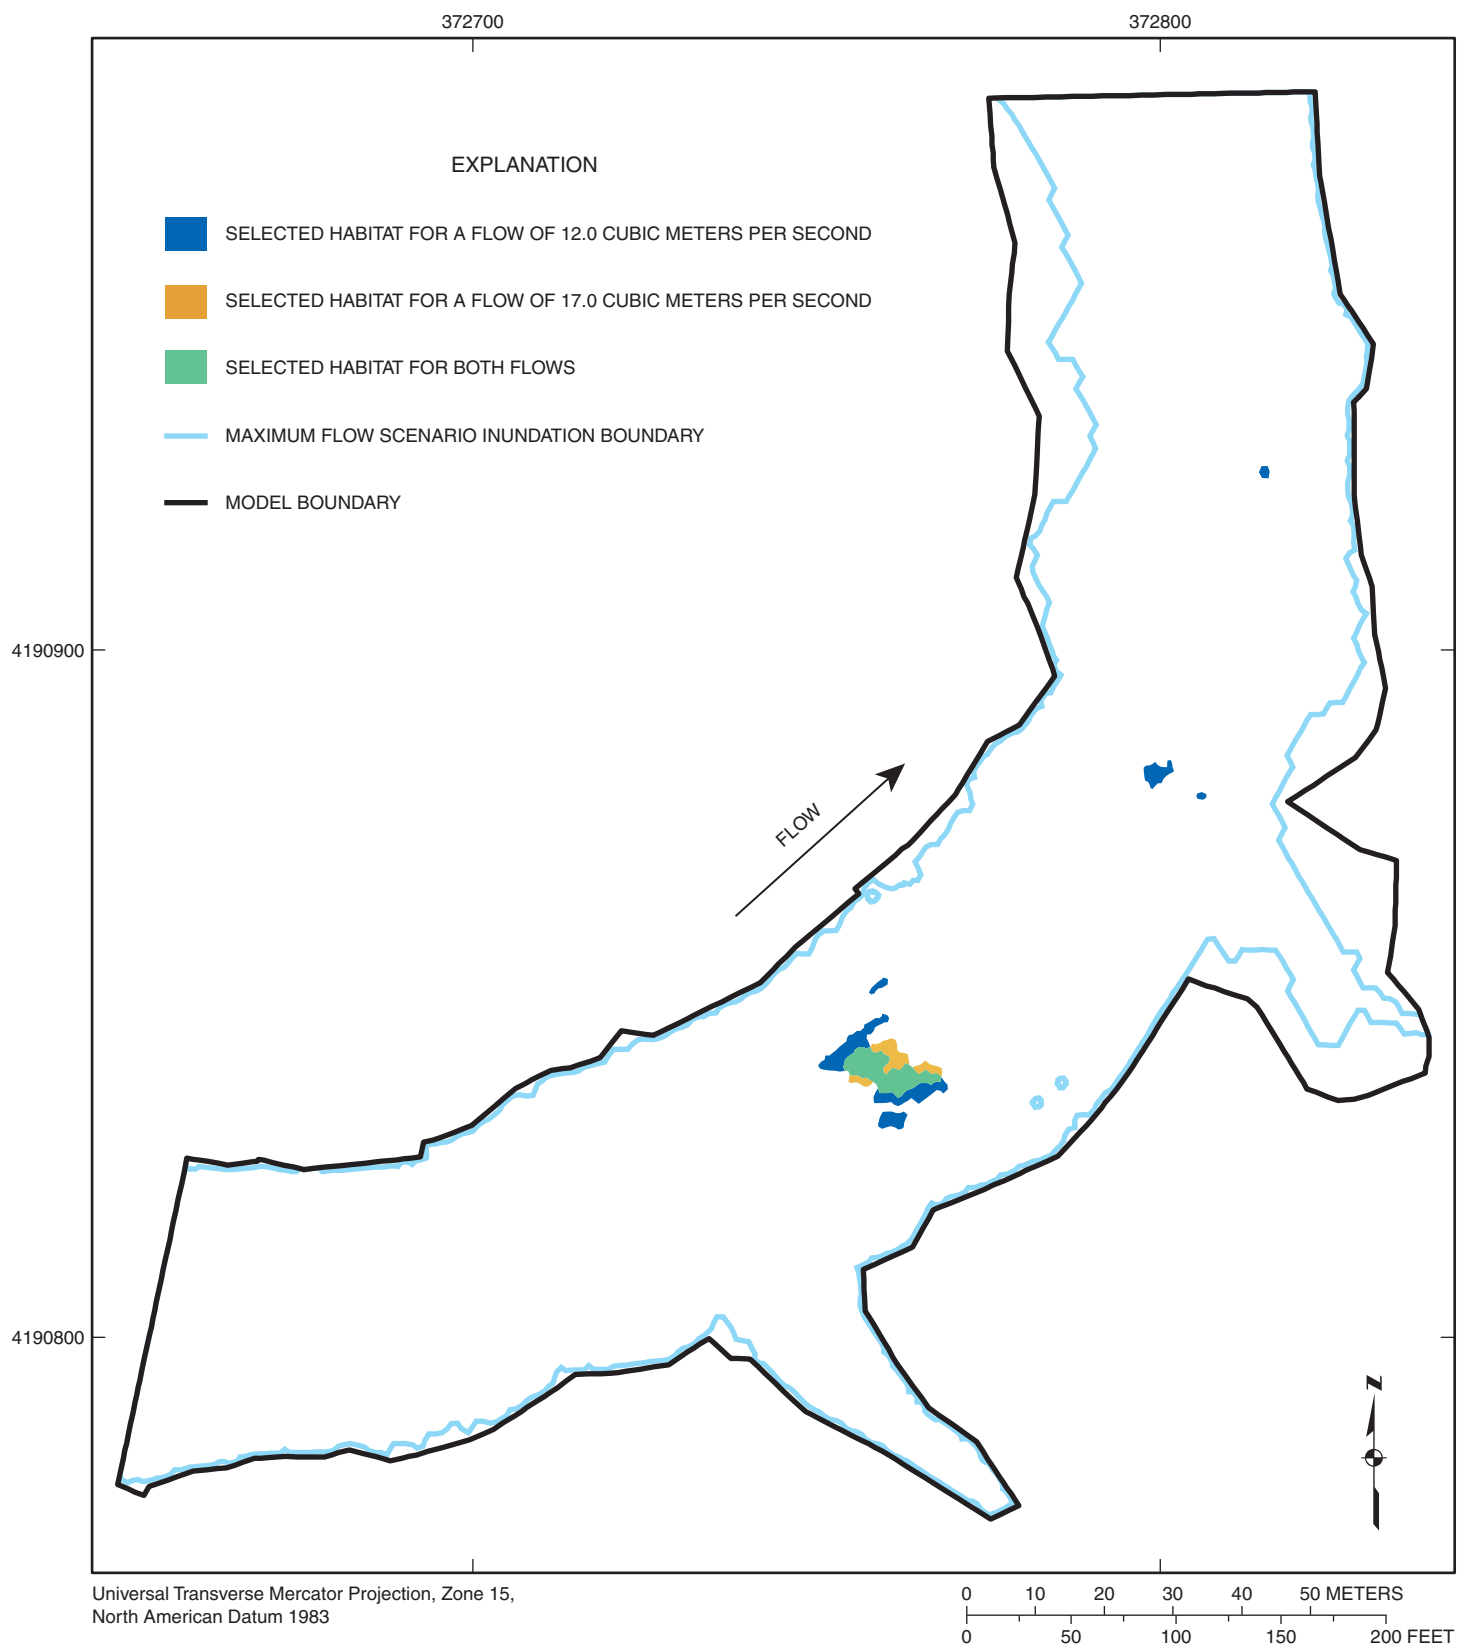 372700 372800
EXPLANATION
SELECTED HABITAT FOR A FLOW OF 12.0 CUBIC METERS PER SECOND
SELECTED HABITAT FOR A FLOW OF 17.0 CUBIC METERS PER SECOND
SELECTED HABITAT FOR BOTH FLOWS
MAXIMUM FLOW SCENARIO INUNDATION BOUNDARY
MODEL BOUNDARY
4190900
FLOW
4190800
N
Universal Transverse Mercator Projection, Zone 15,
North American Datum 1983
0 10 20 30 40 50 METERS
0 50 100 150 200 FEET